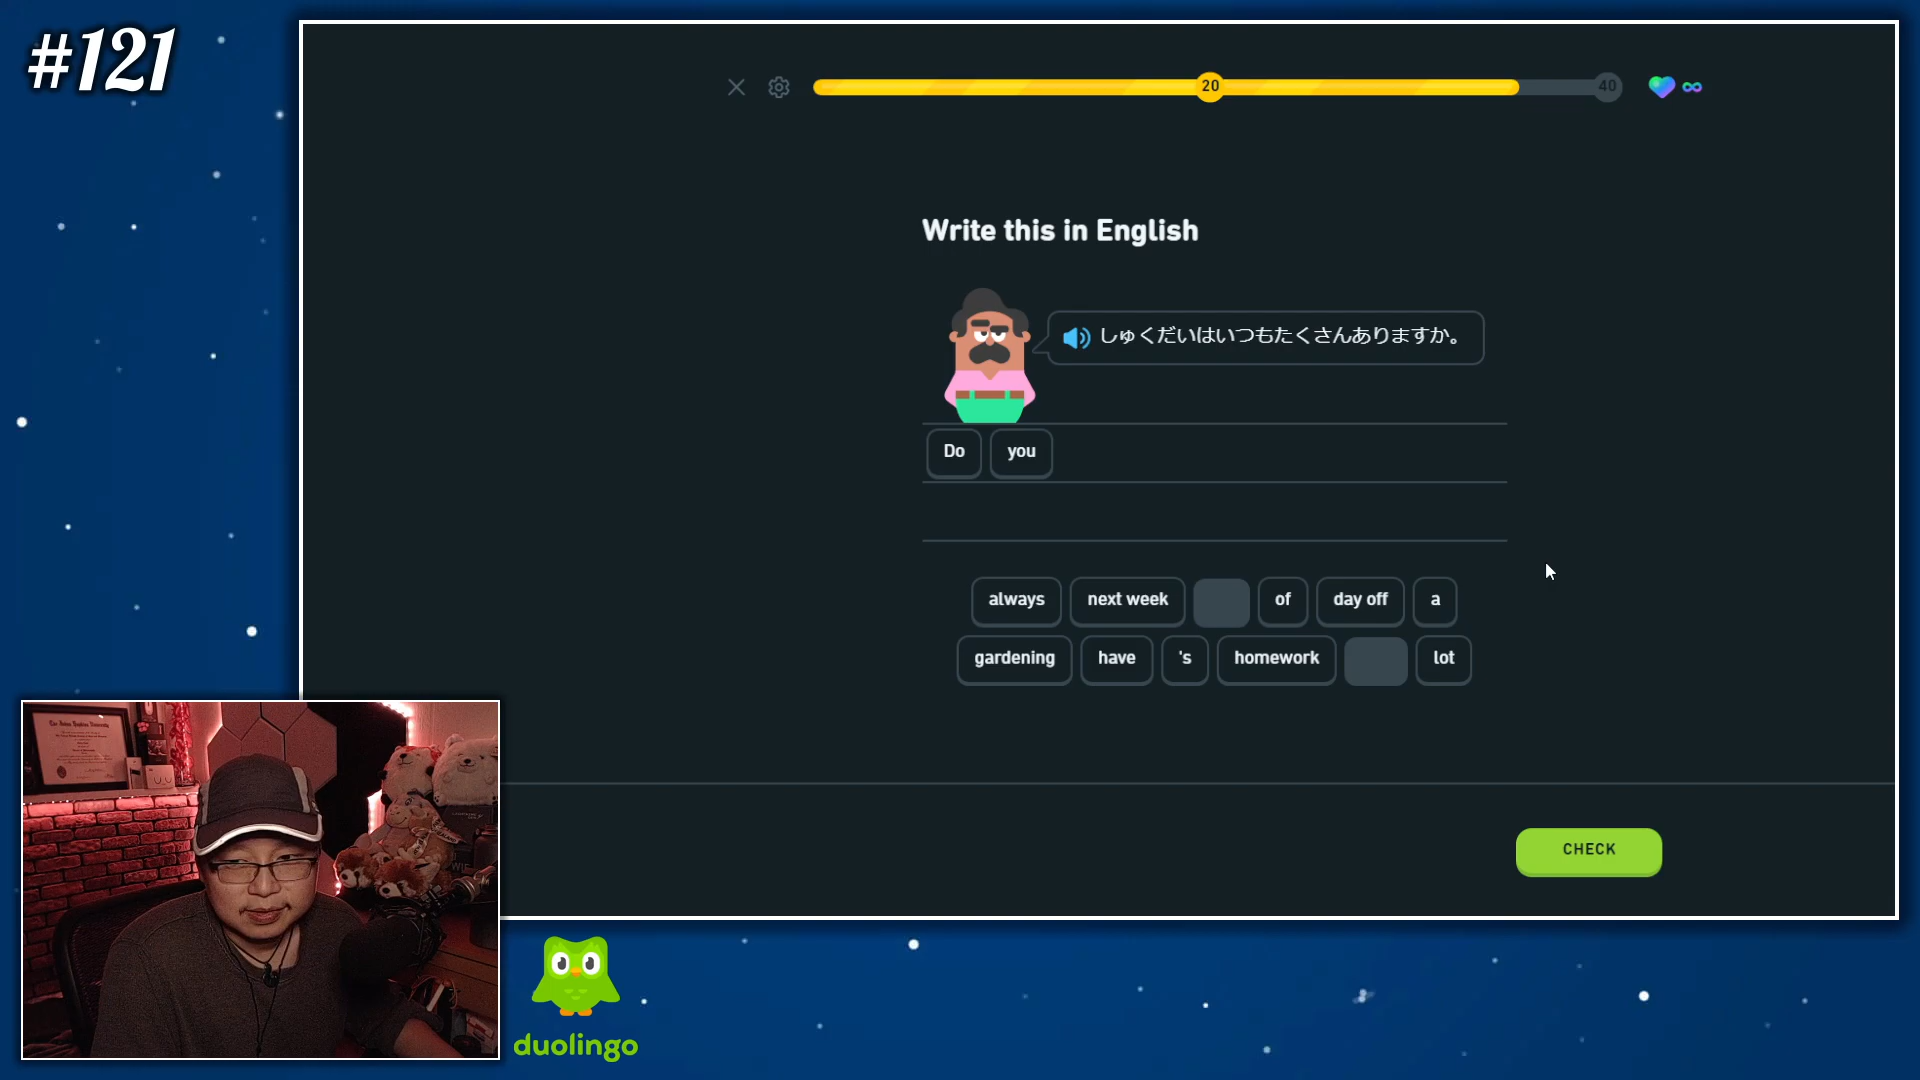 #121
20
40
Write this in English
しゅくだいはいつもたくさんありますか。
Do you
always next week of day off a
gardening have 's homework lot
CHECK
duolingo